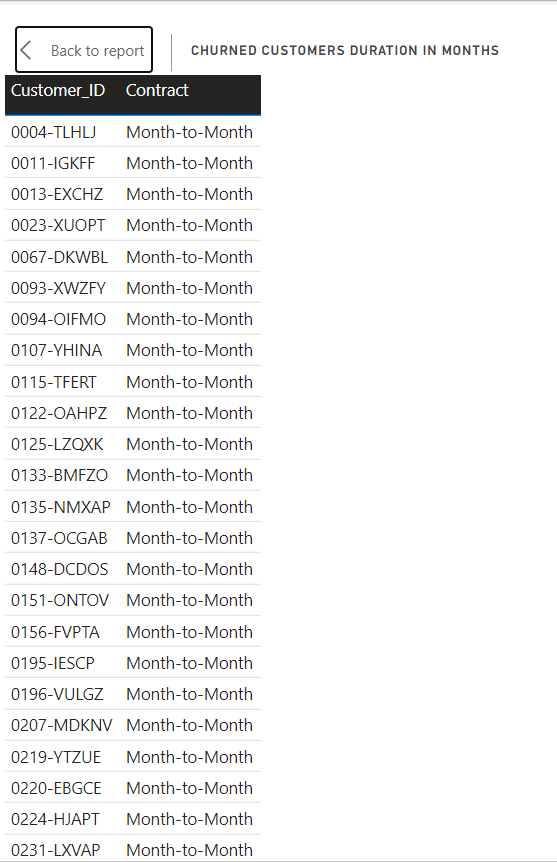 Back to report CHURNED CUSTOMERS DURATION IN MONTHS
Customer_ID Contract
0004-TLHLJ Month-to-Month
0011-IGKFF Month-to-Month
0013-EXCHZ Month-to-Month
0023-XUOPT Month-to-Month
0067-DKWBL Month-to-Month
0093-XWZFY Month-to-Month
0094-OIFMO Month-to-Month
0107-YHINA Month-to-Month
0115-TFERT Month-to-Month
0122-OAHPZ Month-to-Month
0125-LZQXK Month-to-Month
0133-BMFZO Month-to-Month
0135-NMXAP Month-to-Month
0137-OCGAB Month-to-Month
0148-DCDOS Month-to-Month
0151-ONTOV Month-to-Month
0156-FVPTA Month-to-Month
0195-IESCP Month-to-Month
0196-VULGZ Month-to-Month
0207-MDKNV Month-to-Month
0219-YTZUE Month-to-Month
0220-EBGCE Month-to-Month
0224-HJAPT Month-to-Month
0231-LXVAP Month-to-Month